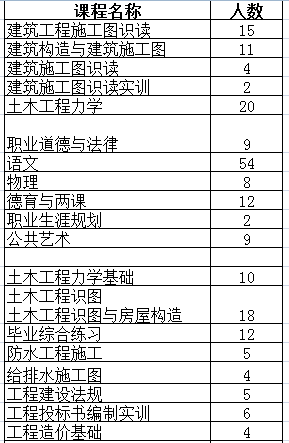 课程名称 人数
建筑工程施工图识读 15
建筑构造与建筑施工图 11
建筑施工图识读 4
建筑施工图识读实训 2
土木工程力学 20
职业道德与法律 9
语文 54
物理 8
德育与两课 12
职业生涯规划 2
公共艺术 9
土木工程力学基础 10
土木工程识图
土木工程识图与房屋构造 18
毕业综合练习 12
防水工程施工 5
给排水施工图 4
工程建设法规 5
工程投标书编制实训 6
工程造价基础 4